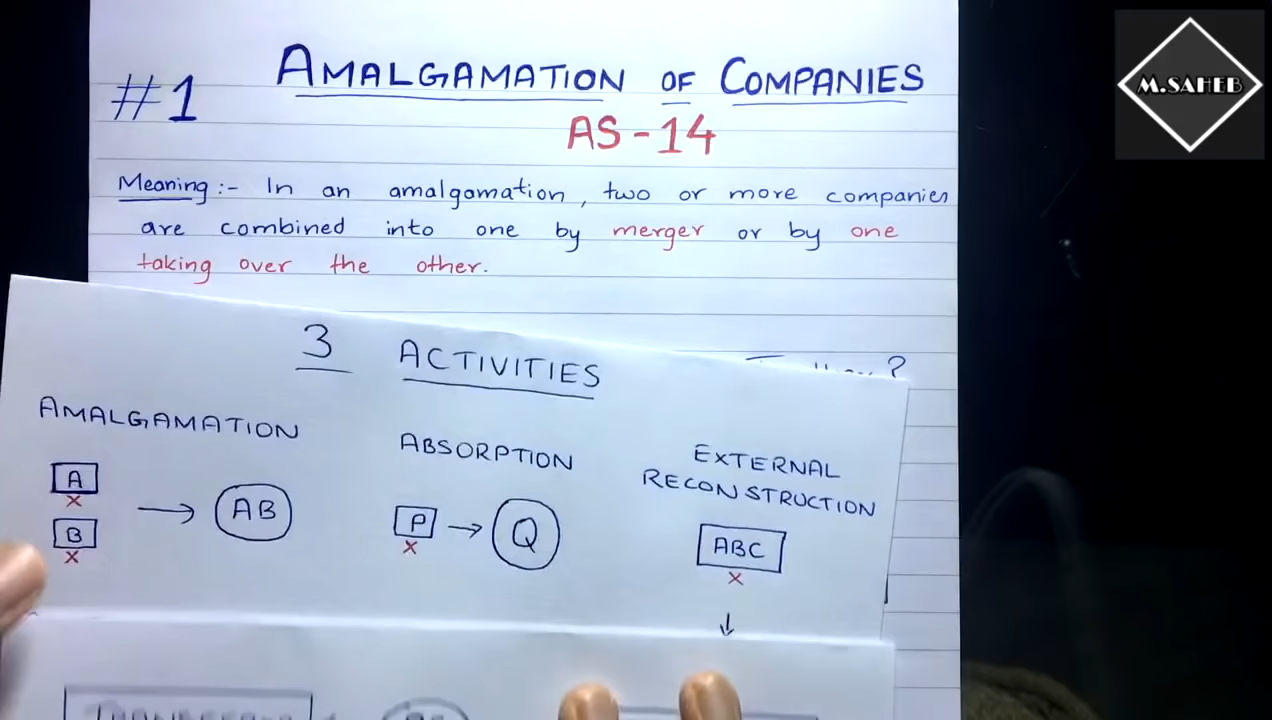 #1
AMALGAMATION OF COMPANIES
AS-14
Meaning:- In an amalgamation, two or more companies
are combined into one by merger or by one
taking over the other.
3 ACTIVITIES
AMALGAMATION
A
x
B
x
AB
ABSORPTION
P
x
Q
EXTERNAL
RECONSTRUCTION
ABC
x
M.SAHEB